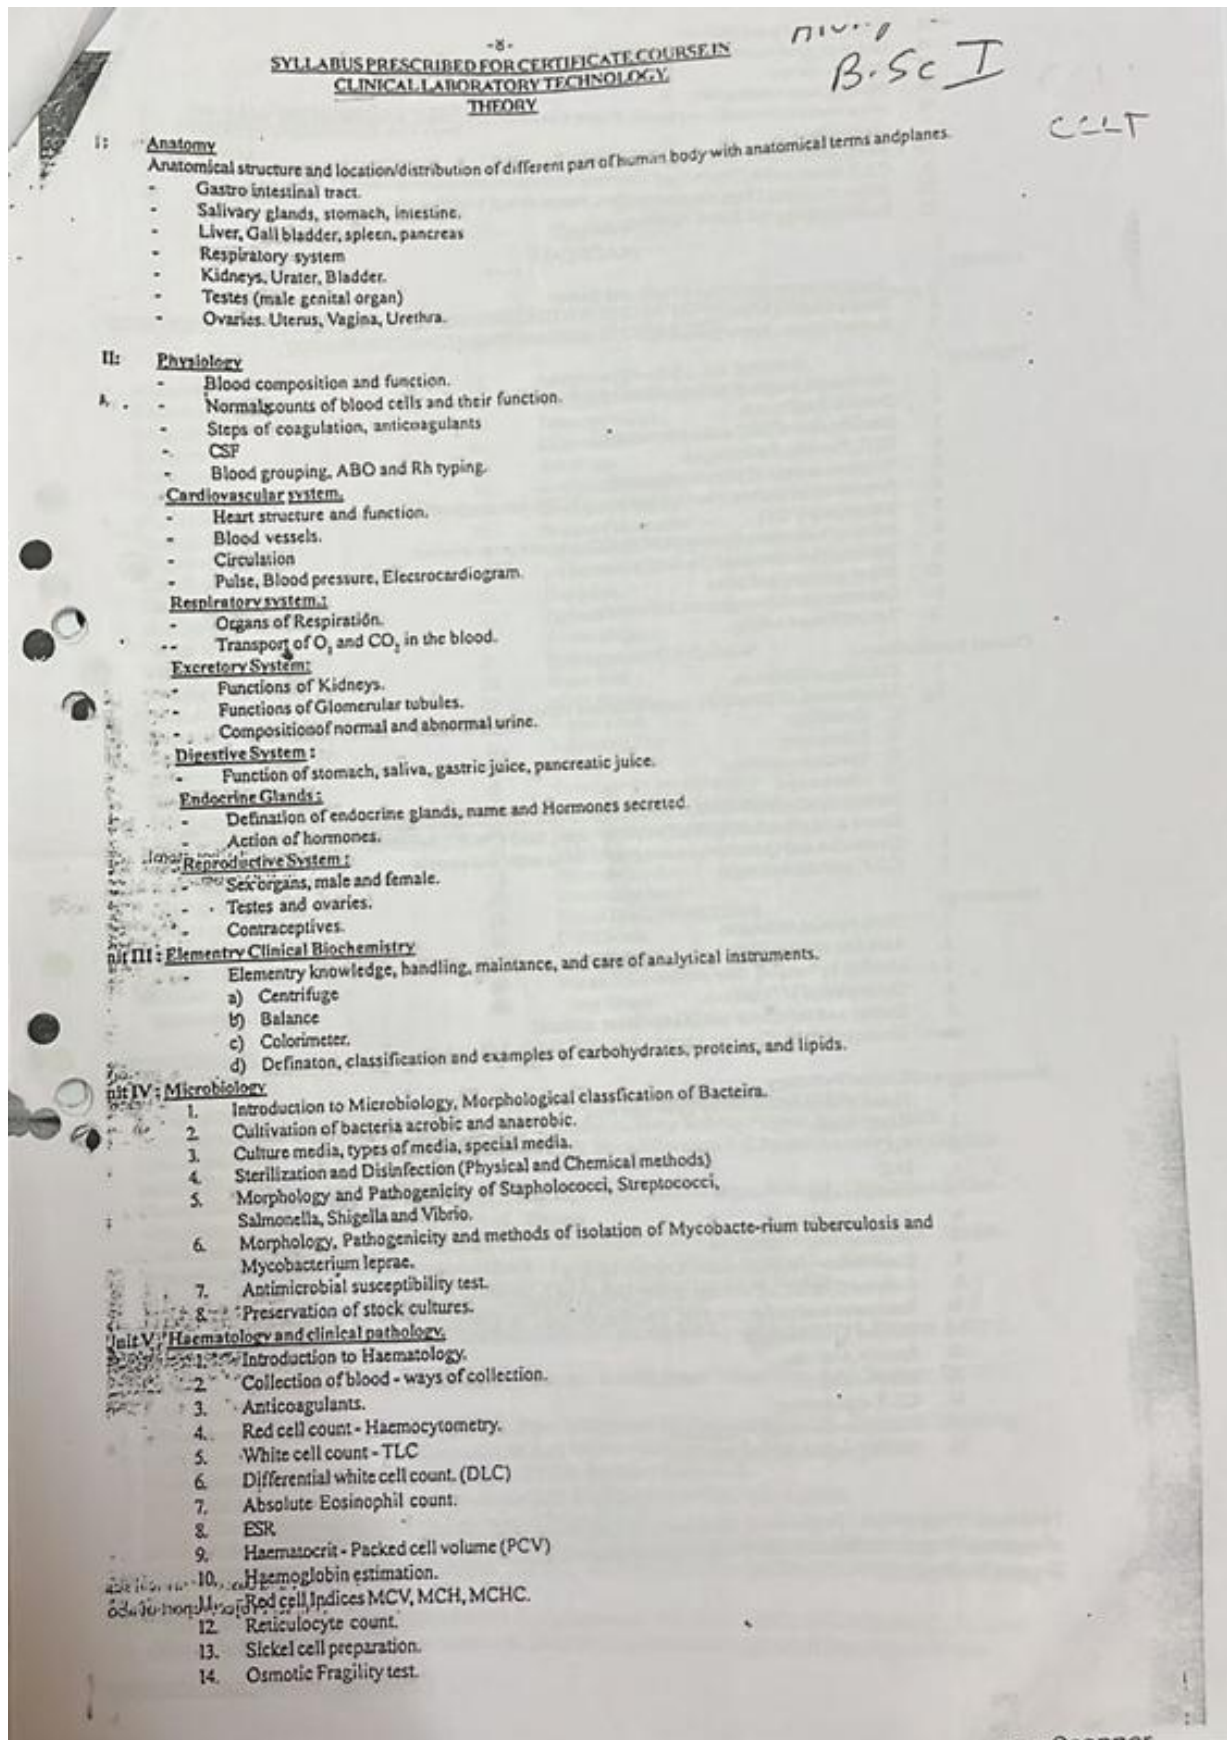 -8-
SYLLABUS PRESCRIBED FOR CERTIFICATE COURSE IN
CLINICAL LABORATORY TECHNOLOGY
THEORY
B.Sc I
CCLT
I: Anatomy
Anatomical structure and location/distribution of different part of human body with anatomical terms andplanes.
- Gastro intestinal tract.
- Salivary glands, stomach, intestine.
- Liver, Gall bladder, spleen, pancreas
- Respiratory system
- Kidneys, Urater, Bladder.
- Testes (male genital organ)
- Ovaries. Uterus, Vagina, Urethra.
II: Physiology
- Blood composition and function.
- Normal counts of blood cells and their function.
- Steps of coagulation, anticoagulants
- CSF
- Blood grouping, ABO and Rh typing.
Cardiovascular system.
- Heart structure and function.
- Blood vessels.
- Circulation
- Pulse, Blood pressure, Elecsrocardiogram.
Respiratory system.:
- Organs of Respiration.
-- Transport of O₂ and CO₂ in the blood.
Excretory System:
- Functions of Kidneys.
- Functions of Glomerular tubules.
- Composition of normal and abnormal urine.
Digestive System :
- Function of stomach, saliva, gastric juice, pancreatic juice.
Endocrine Glands :
- Defination of endocrine glands, name and Hormones secreted.
- Action of hormones.
Reproductive System :
- Sex organs, male and female.
- Testes and ovaries.
- Contraceptives.
nit III : Elementry Clinical Biochemistry
- Elementry knowledge, handling, maintance, and care of analytical instruments.
a) Centrifuge
b) Balance
c) Colorimeter.
d) Definaton, classification and examples of carbohydrates, proteins, and lipids.
nit IV : Microbiology
1. Introduction to Microbiology, Morphological classfication of Bacteira.
2. Cultivation of bacteria acrobic and anaerobic.
3. Culture media, types of media, special media.
4. Sterilization and Disinfection (Physical and Chemical methods)
5. Morphology and Pathogenicity of Stapholococci, Streptococci,
Salmonella, Shigella and Vibrio.
6. Morphology, Pathogenicity and methods of isolation of Mycobacte-rium tuberculosis and
Mycobacterium leprae.
7. Antimicrobial susceptibility test.
8. Preservation of stock cultures.
Unit V : Haematology and clinical pathology.
1. Introduction to Haematology.
2 Collection of blood - ways of collection.
3. Anticoagulants.
4. Red cell count - Haemocytometry.
5. White cell count - TLC
6. Differential white cell count. (DLC)
7. Absolute Eosinophil count.
8. ESR
9. Haematocrit - Packed cell volume (PCV)
10. Haemoglobin estimation.
11. Red cell Indices MCV, MCH, MCHC.
12. Reticulocyte count.
13. Sickel cell preparation.
14. Osmotic Fragility test.